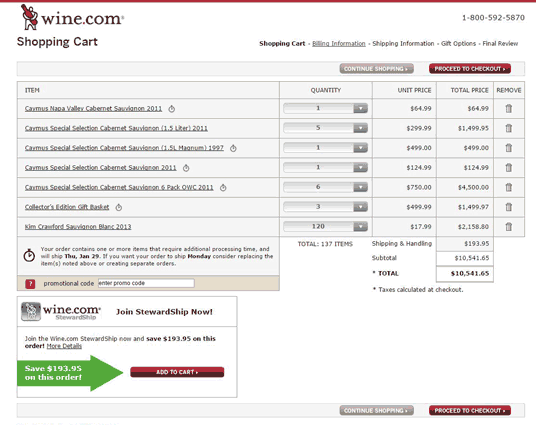 wine.com
1-800-592-5870
Shopping Cart
Shopping Cart - Billing Information - Shipping Information - Gift Options - Final Review
CONTINUE SHOPPING PROCEED TO CHECKOUT
ITEM QUANTITY UNIT PRICE TOTAL PRICE REMOVE
Caymus Napa Valley Cabernet Sauvignon 2011 1 $64.99 $64.99
Caymus Special Selection Cabernet Sauvignon (1.5 Liter) 2011 5 $299.99 $1,499.95
Caymus Special Selection Cabernet Sauvignon (1.5L Magnum) 1997 1 $499.00 $499.00
Caymus Special Selection Cabernet Sauvignon 2011 1 $124.99 $124.99
Caymus Special Selection Cabernet Sauvignon 6 Pack OWC 2011 6 $750.00 $4,500.00
Collector's Edition Gift Basket 3 $499.99 $1,499.97
Kim Crawford Sauvignon Blanc 2013 120 $17.99 $2,158.80
Your order contains one or more items that require additional processing time, and
will ship Thu, Jan 29. If you want your order to ship Monday consider replacing the
item(s) noted above or creating separate orders.
TOTAL: 137 ITEMS
Shipping & Handling $193.95
Subtotal $10,541.65
* TOTAL $10,541.65
* Taxes calculated at checkout.
? promotional code enter promo code
wine.com
StewardShip
Join StewardShip Now!
Join the Wine.com StewardShip now and save $193.95 on this
order! More Details
Save $193.95
on this order!
ADD TO CART
CONTINUE SHOPPING PROCEED TO CHECKOUT